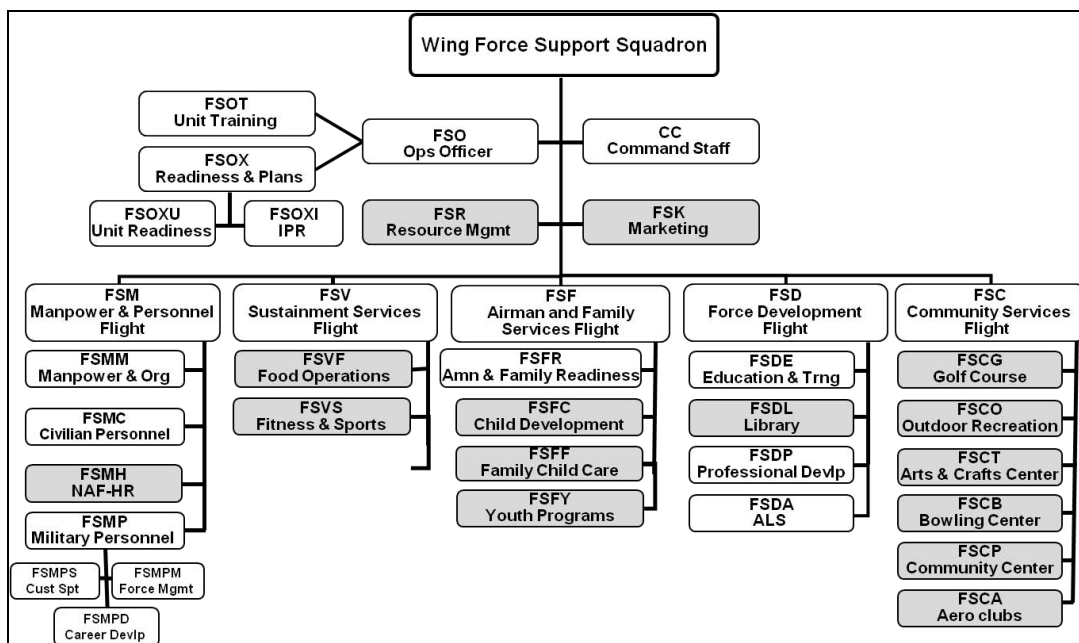 Wing Force Support Squadron
FSOT
Unit Training
FSO
Ops Officer
CC
Command Staff
FSOX
Readiness & Plans
FSOXU
Unit Readiness
FSOXI
IPR
FSR
Resource Mgmt
FSK
Marketing
FSM
Manpower & Personnel
Flight
FSMM
Manpower & Org
FSMC
Civilian Personnel
FSMH
NAF-HR
FSMP
Military Personnel
FSMPS
Cust Spt
FSMPM
Force Mgmt
FSMPD
Career Devlp
FSV
Sustainment Services
Flight
FSVF
Food Operations
FSVS
Fitness & Sports
FSF
Airman and Family
Services Flight
FSFR
Amn & Family Readiness
FSFC
Child Development
FSFF
Family Child Care
FSFY
Youth Programs
FSD
Force Development
Flight
FSDE
Education & Trng
FSDL
Library
FSDP
Professional Devlp
FSDA
ALS
FSC
Community Services
Flight
FSCG
Golf Course
FSCO
Outdoor Recreation
FSCT
Arts & Crafts Center
FSCB
Bowling Center
FSCP
Community Center
FSCA
Aero clubs